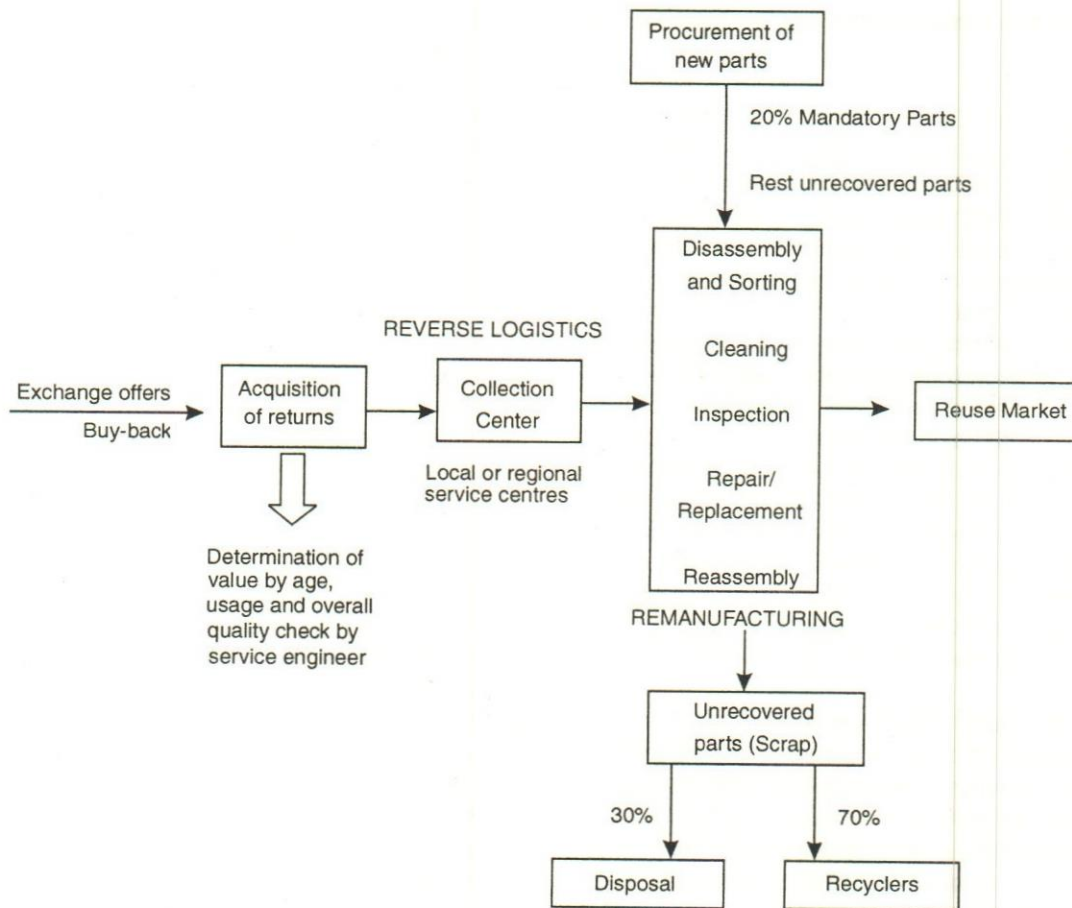 Procurement of
new parts
20% Mandatory Parts
Rest unrecovered parts
Disassembly
and Sorting
Cleaning
Inspection
Repair/
Replacement
Reassembly
REMANUFACTURING
REVERSE LOGISTICS
Exchange offers
Buy-back
Acquisition
of returns
Collection
Center
Local or regional
service centres
Reuse Market
Determination of
value by age,
usage and overall
quality check by
service engineer
Unrecovered
parts (Scrap)
30%
70%
Disposal
Recyclers